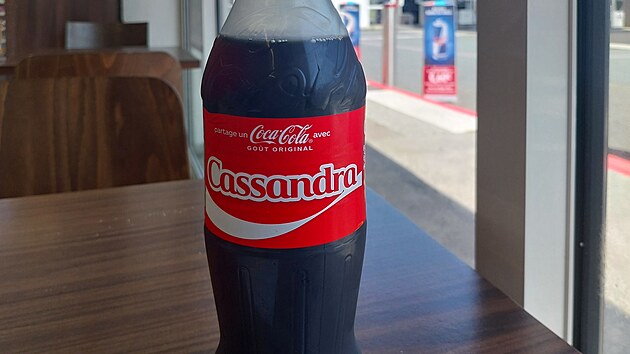 partage un Coca-Cola avec
GOÛT ORIGINAL
Cassandra